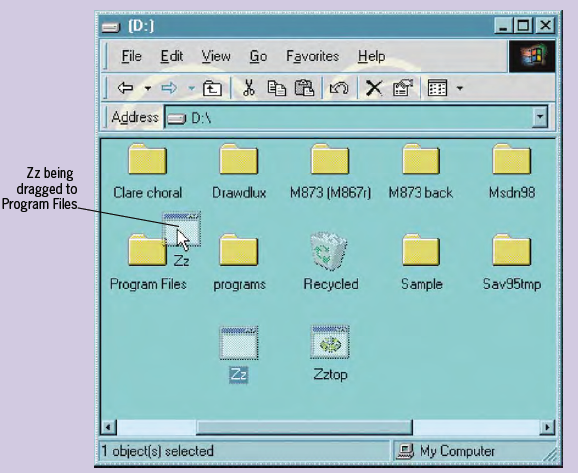 (D:)
File Edit View Go Favorites Help
Address D:\
Clare choral Drawdlux M873 (M867r) M873 back Msdn98
Zz being
dragged to
Program Files
Zz
Program Files programs Recycled Sample Sav95tmp
Zz Zztop
1 object(s) selected My Computer